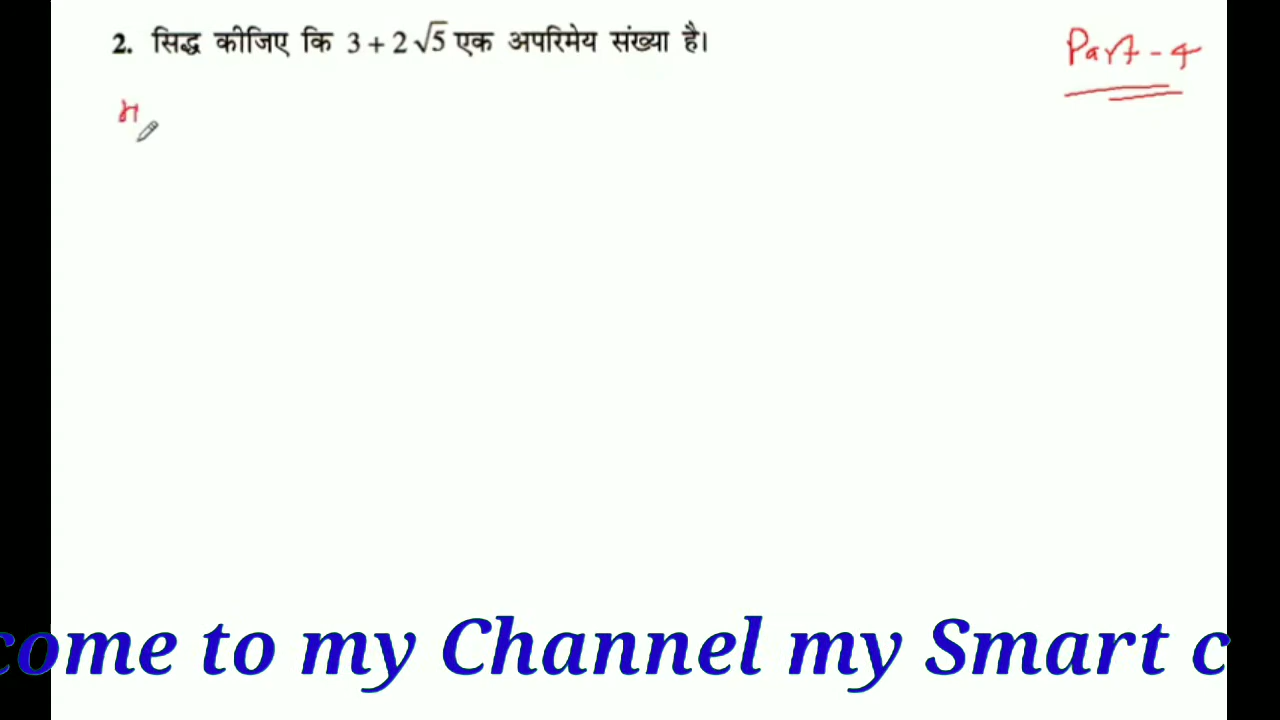 2. सिद्ध कीजिए कि 3 + 2 √5 एक अपरिमेय संख्या है।
Part - 4
come to my Channel my Smart c